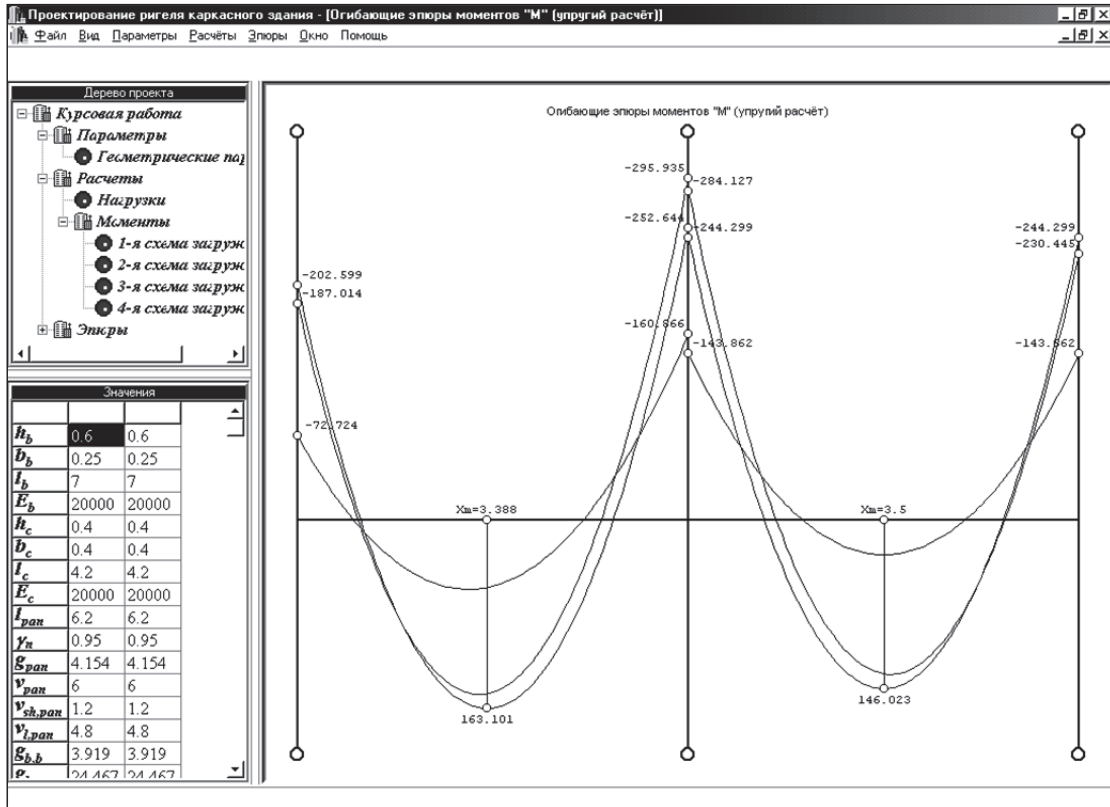 Проектирование ригеля каркасного здания - [Огибающие эпюры моментов "М" (упругий расчёт)]
Файл Вид Параметры Расчёты Эпюры Окно Помощь
Дерево проекта
Курсовая работа
Параметры
Геометрические пар
Расчеты
Нагрузки
Моменты
1-я схема загруж
2-я схема загруж
3-я схема загруж
4-я схема загруж
Эпюры
Значения
h_b 0.6 0.6
b_b 0.25 0.25
l_b 7 7
E_b 20000 20000
h_c 0.4 0.4
b_c 0.4 0.4
l_c 4.2 4.2
E_c 20000 20000
l_pan 6.2 6.2
γ_n 0.95 0.95
g_pan 4.154 4.154
v_pan 6 6
v_sh,pan 1.2 1.2
v_l,pan 4.8 4.8
g_b,b 3.919 3.919
24.467 24.467
Огибающие эпюры моментов "М" (упругий расчёт)
-295.935
-284.127
-252.644
-244.299
-244.299
-230.445
-202.599
-187.014
-160.866
-143.862
-143.862
-72.724
Xm=3.388
Xm=3.5
163.101
146.023